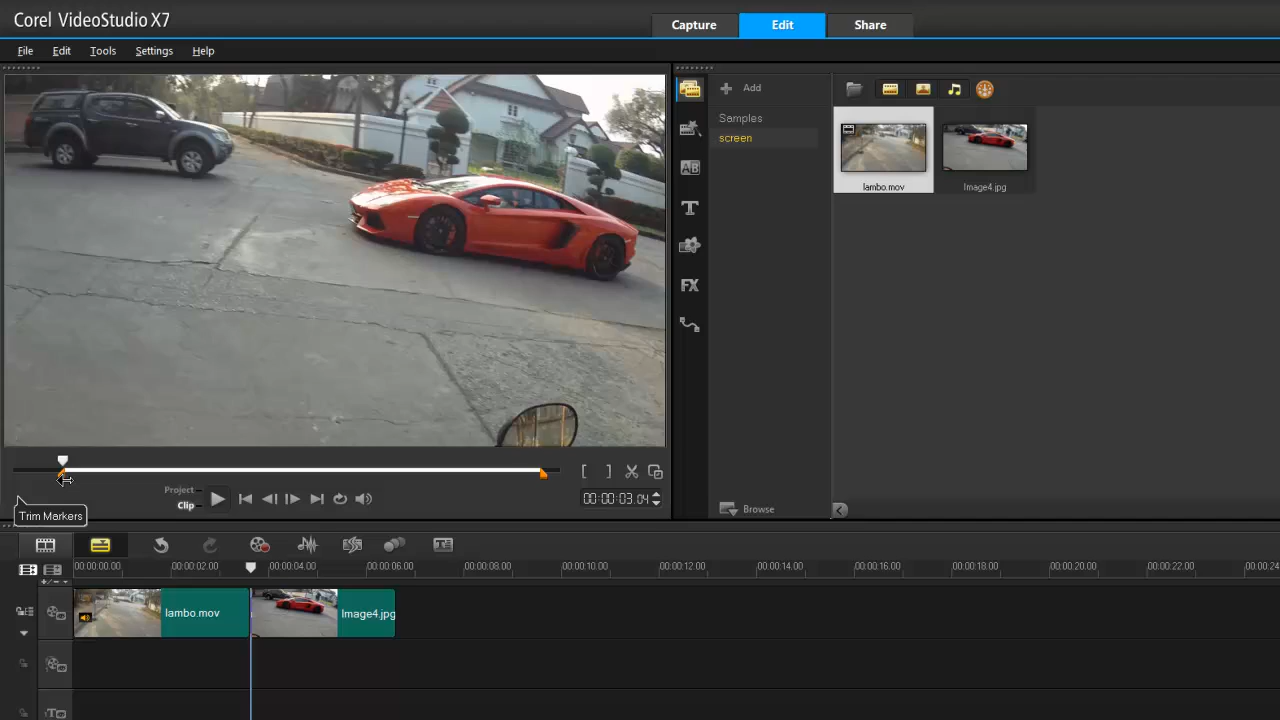 Corel VideoStudio X7
Capture Edit Share
File Edit Tools Settings Help
Add
Samples
screen
lambo.mov Image4.jpg
Browse
Project
Clip
00:00:03.04
Trim Markers
00:00:00.00 00:00:02.00 00:00:04.00 00:00:06.00 00:00:08.00 00:00:10.00 00:00:12.00 00:00:14.00 00:00:16.00 00:00:18.00 00:00:20.00 00:00:22.00 00:00:24
lambo.mov Image4.jpg